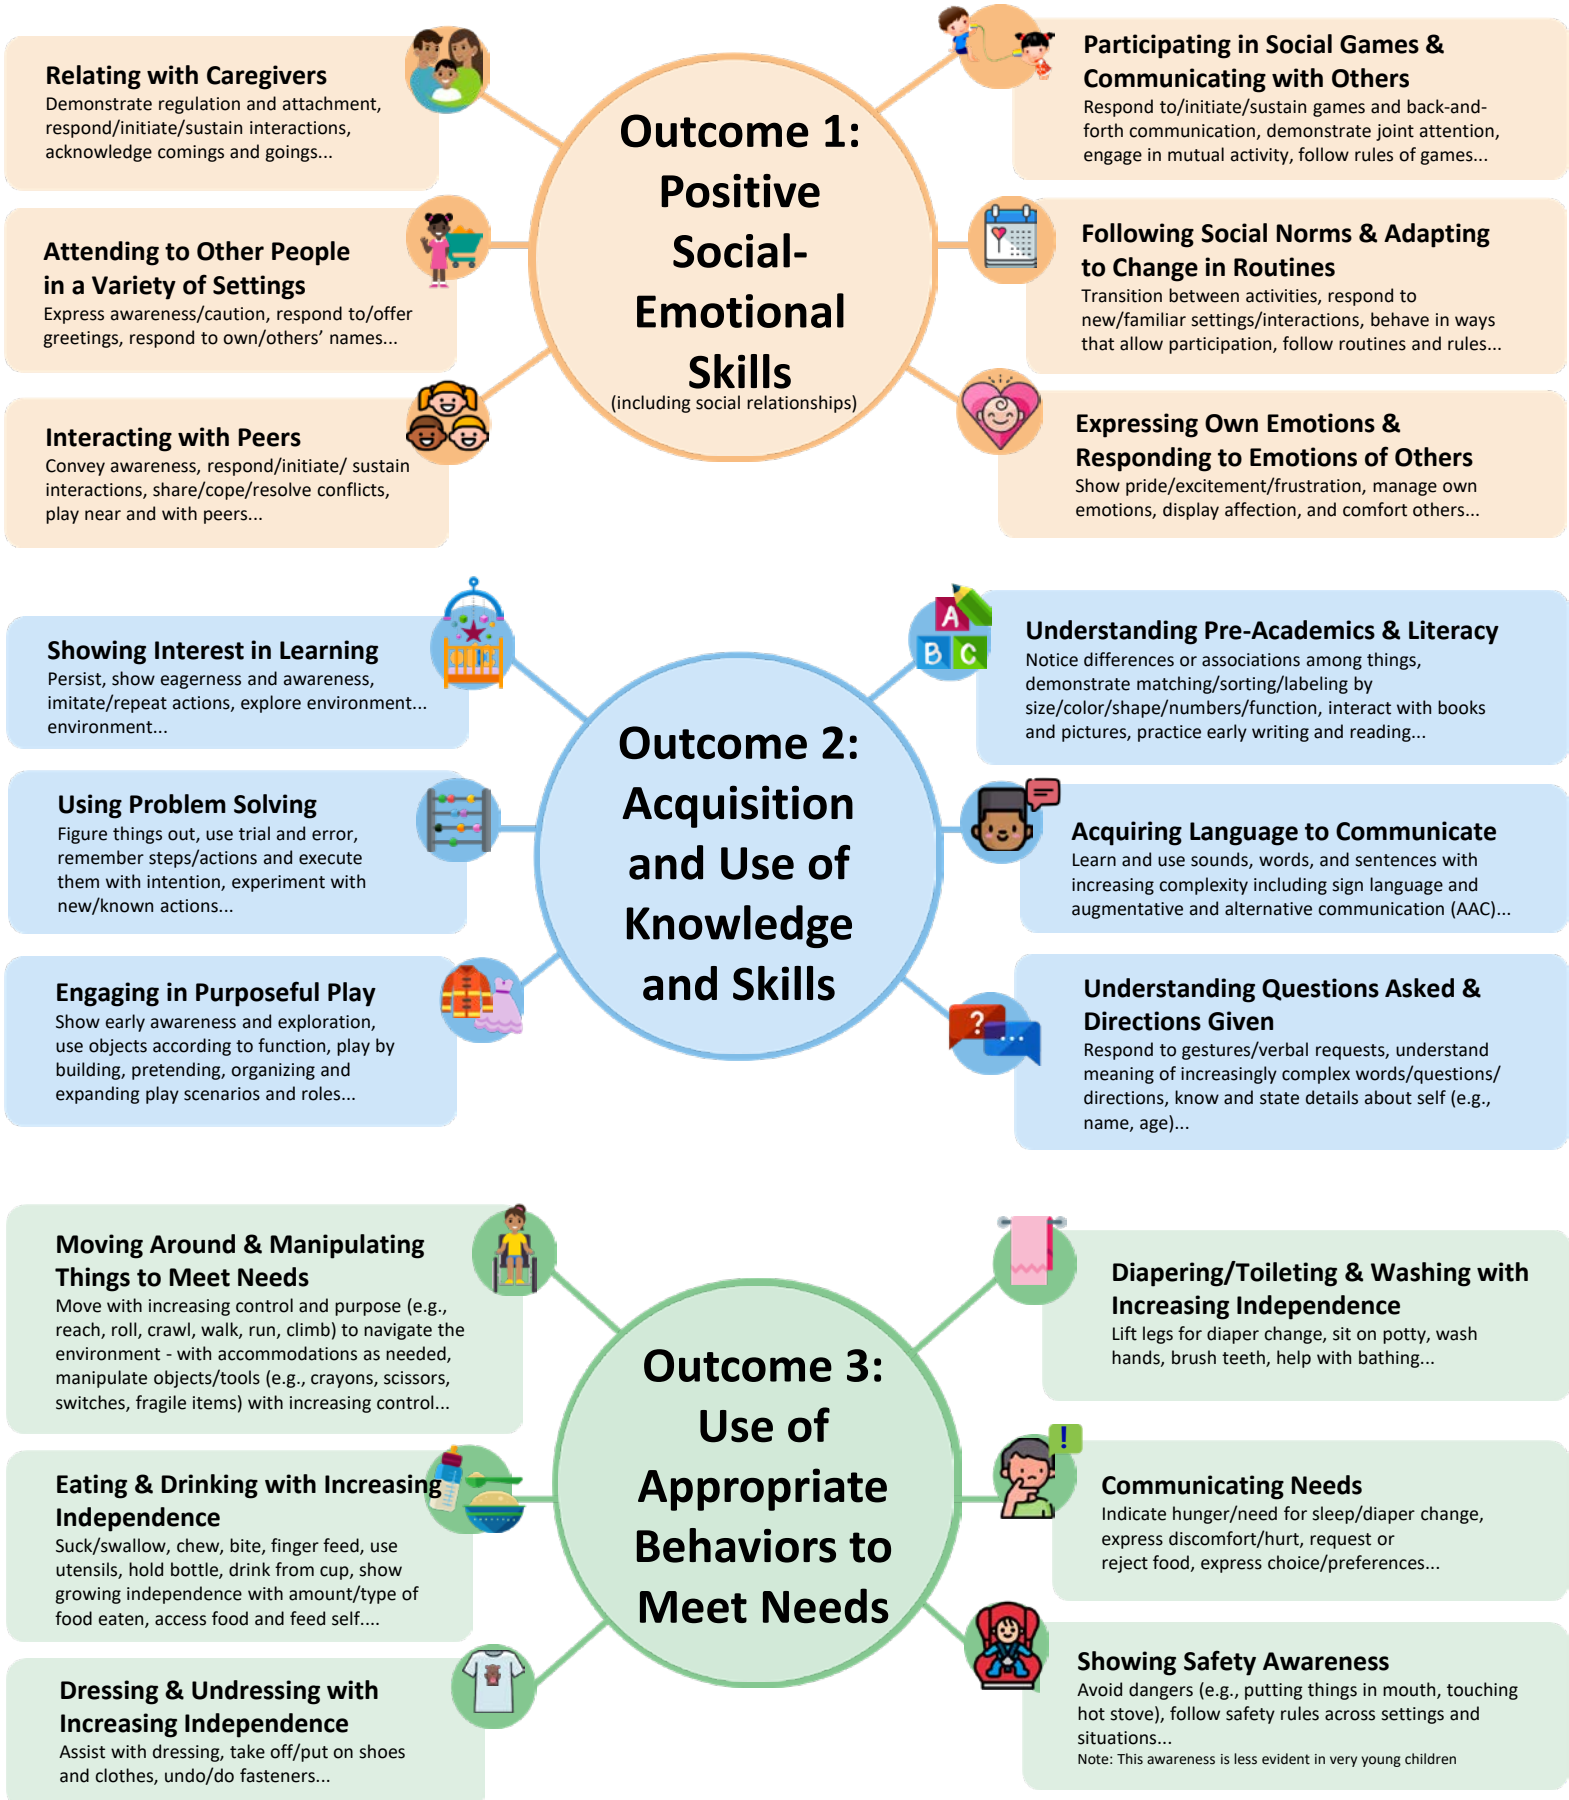 Relating with Caregivers
Demonstrate regulation and attachment,
respond/initiate/sustain interactions,
acknowledge comings and goings...
Attending to Other People
in a Variety of Settings
Express awareness/caution, respond to/offer
greetings, respond to own/others’ names...
Interacting with Peers
Convey awareness, respond/initiate/ sustain
interactions, share/cope/resolve conflicts,
play near and with peers...
Outcome 1:
Positive
Social-
Emotional
Skills
(including social relationships)
Participating in Social Games &
Communicating with Others
Respond to/initiate/sustain games and back-and-
forth communication, demonstrate joint attention,
engage in mutual activity, follow rules of games...
Following Social Norms & Adapting
to Change in Routines
Transition between activities, respond to
new/familiar settings/interactions, behave in ways
that allow participation, follow routines and rules...
Expressing Own Emotions &
Responding to Emotions of Others
Show pride/excitement/frustration, manage own
emotions, display affection, and comfort others...
Showing Interest in Learning
Persist, show eagerness and awareness,
imitate/repeat actions, explore environment...
environment...
Using Problem Solving
Figure things out, use trial and error,
remember steps/actions and execute
them with intention, experiment with
new/known actions...
Engaging in Purposeful Play
Show early awareness and exploration,
use objects according to function, play by
building, pretending, organizing and
expanding play scenarios and roles...
Outcome 2:
Acquisition
and Use of
Knowledge
and Skills
A
B C
Understanding Pre-Academics & Literacy
Notice differences or associations among things,
demonstrate matching/sorting/labeling by
size/color/shape/numbers/function, interact with books
and pictures, practice early writing and reading...
Acquiring Language to Communicate
Learn and use sounds, words, and sentences with
increasing complexity including sign language and
augmentative and alternative communication (AAC)...
?
...
Understanding Questions Asked &
Directions Given
Respond to gestures/verbal requests, understand
meaning of increasingly complex words/questions/
directions, know and state details about self (e.g.,
name, age)...
Moving Around & Manipulating
Things to Meet Needs
Move with increasing control and purpose (e.g.,
reach, roll, crawl, walk, run, climb) to navigate the
environment - with accommodations as needed,
manipulate objects/tools (e.g., crayons, scissors,
switches, fragile items) with increasing control...
Eating & Drinking with Increasing
Independence
Suck/swallow, chew, bite, finger feed, use
utensils, hold bottle, drink from cup, show
growing independence with amount/type of
food eaten, access food and feed self....
Dressing & Undressing with
Increasing Independence
Assist with dressing, take off/put on shoes
and clothes, undo/do fasteners...
Outcome 3:
Use of
Appropriate
Behaviors to
Meet Needs
Diapering/Toileting & Washing with
Increasing Independence
Lift legs for diaper change, sit on potty, wash
hands, brush teeth, help with bathing...
!
Communicating Needs
Indicate hunger/need for sleep/diaper change,
express discomfort/hurt, request or
reject food, express choice/preferences...
Showing Safety Awareness
Avoid dangers (e.g., putting things in mouth, touching
hot stove), follow safety rules across settings and
situations...
Note: This awareness is less evident in very young children